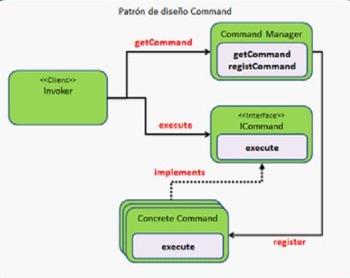 Patrón de diseño Command
getCommand
Command Manager
getCommand
registCommand
<<Client>>
Invoker
execute
<<Interface>>
ICommand
execute
implements
Concrete Command
execute
register